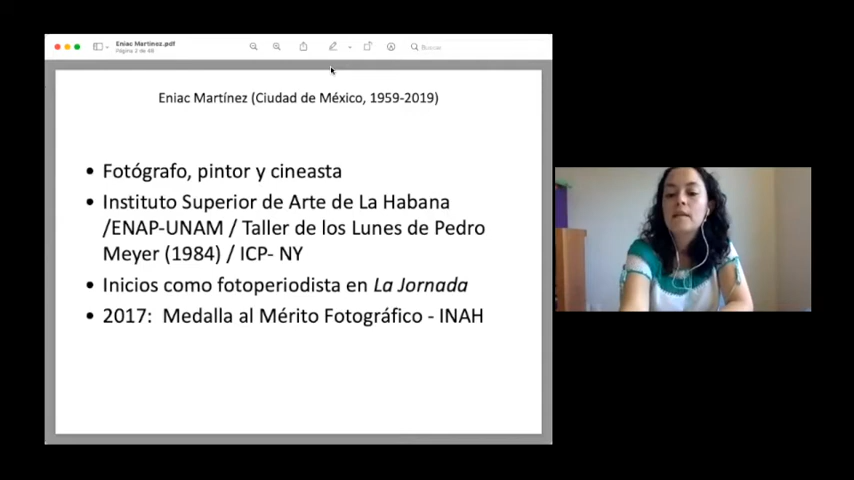 Eniac Martinez.pdf
Página 2 de 48
Buscar
Eniac Martínez (Ciudad de México, 1959-2019)
• Fotógrafo, pintor y cineasta
• Instituto Superior de Arte de La Habana
/ENAP-UNAM / Taller de los Lunes de Pedro
Meyer (1984) / ICP- NY
• Inicios como fotoperiodista en La Jornada
• 2017: Medalla al Mérito Fotográfico - INAH